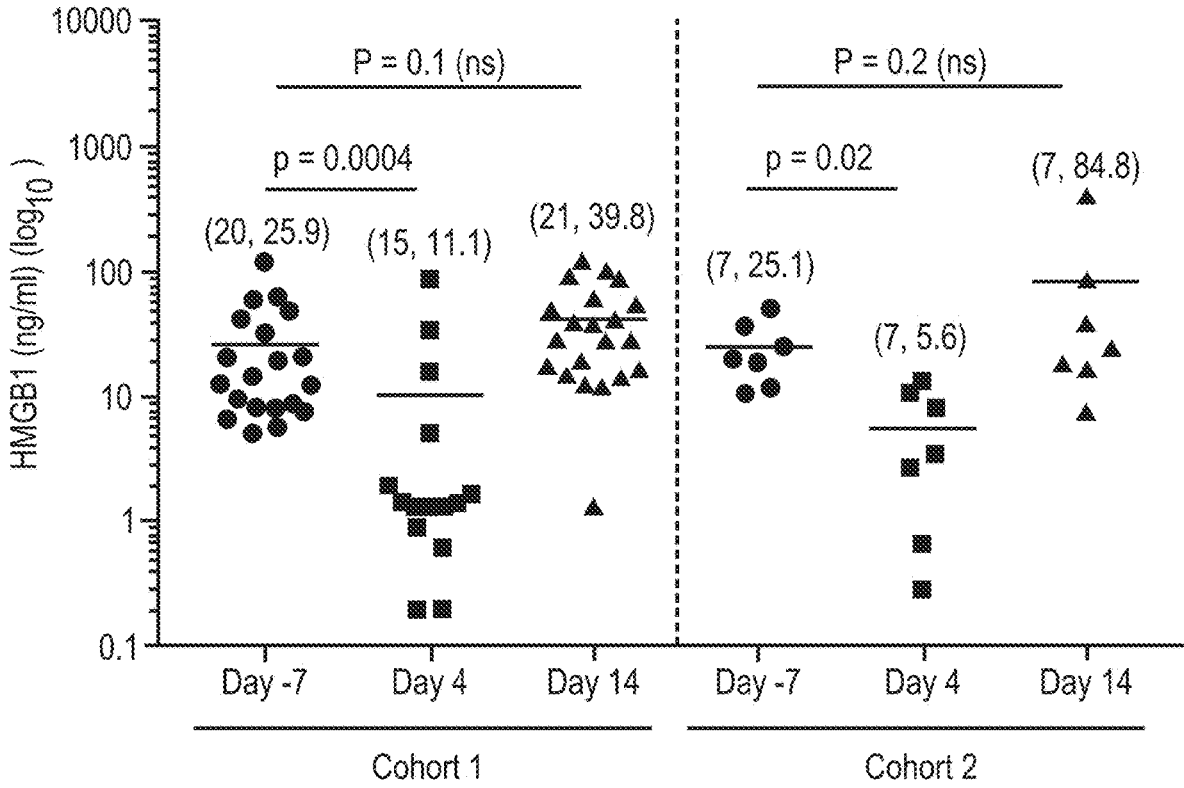 HMGB1 (ng/ml) (log10)
10000
1000
100
10
1
0.1
P = 0.1 (ns)
p = 0.0004
(20, 25.9)
(15, 11.1)
(21, 39.8)
P = 0.2 (ns)
p = 0.02
(7, 25.1)
(7, 5.6)
(7, 84.8)
Day -7
Day 4
Day 14
Day -7
Day 4
Day 14
Cohort 1
Cohort 2